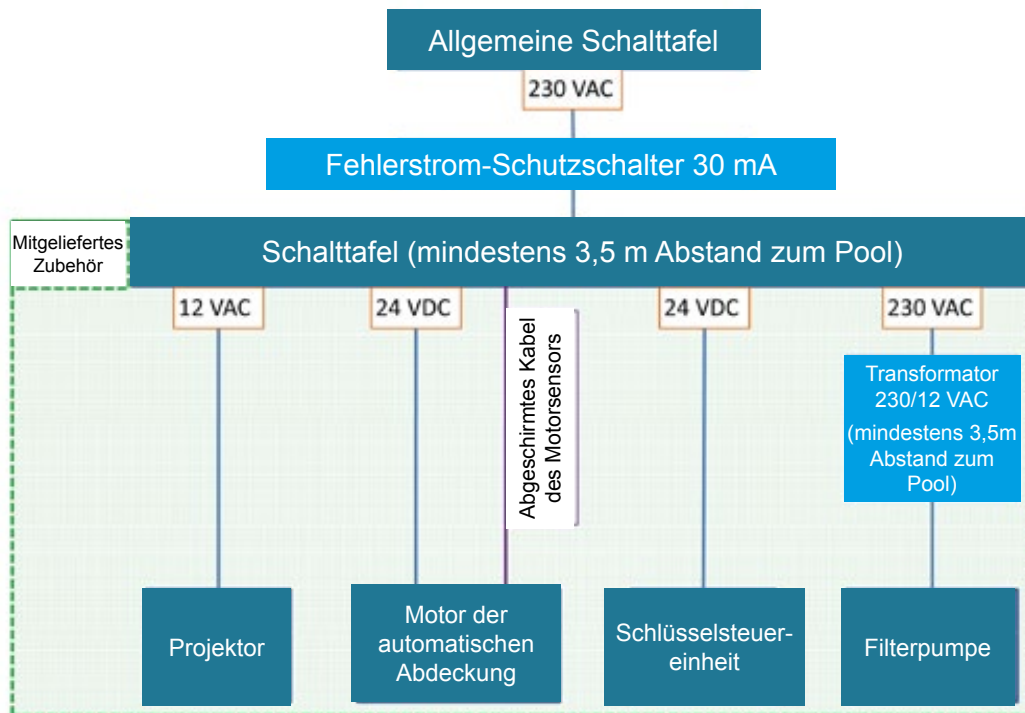 Allgemeine Schalttafel
230 VAC
Fehlerstrom-Schutzschalter 30 mA
Mitgeliefertes
Zubehör
Schalttafel (mindestens 3,5 m Abstand zum Pool)
12 VAC
24 VDC
Abgeschirmtes Kabel
des Motorsensors
24 VDC
230 VAC
Transformator
230/12 VAC
(mindestens 3,5m
Abstand zum
Pool)
Projektor
Motor der
automatischen
Abdeckung
Schlüsselsteuer-
einheit
Filterpumpe